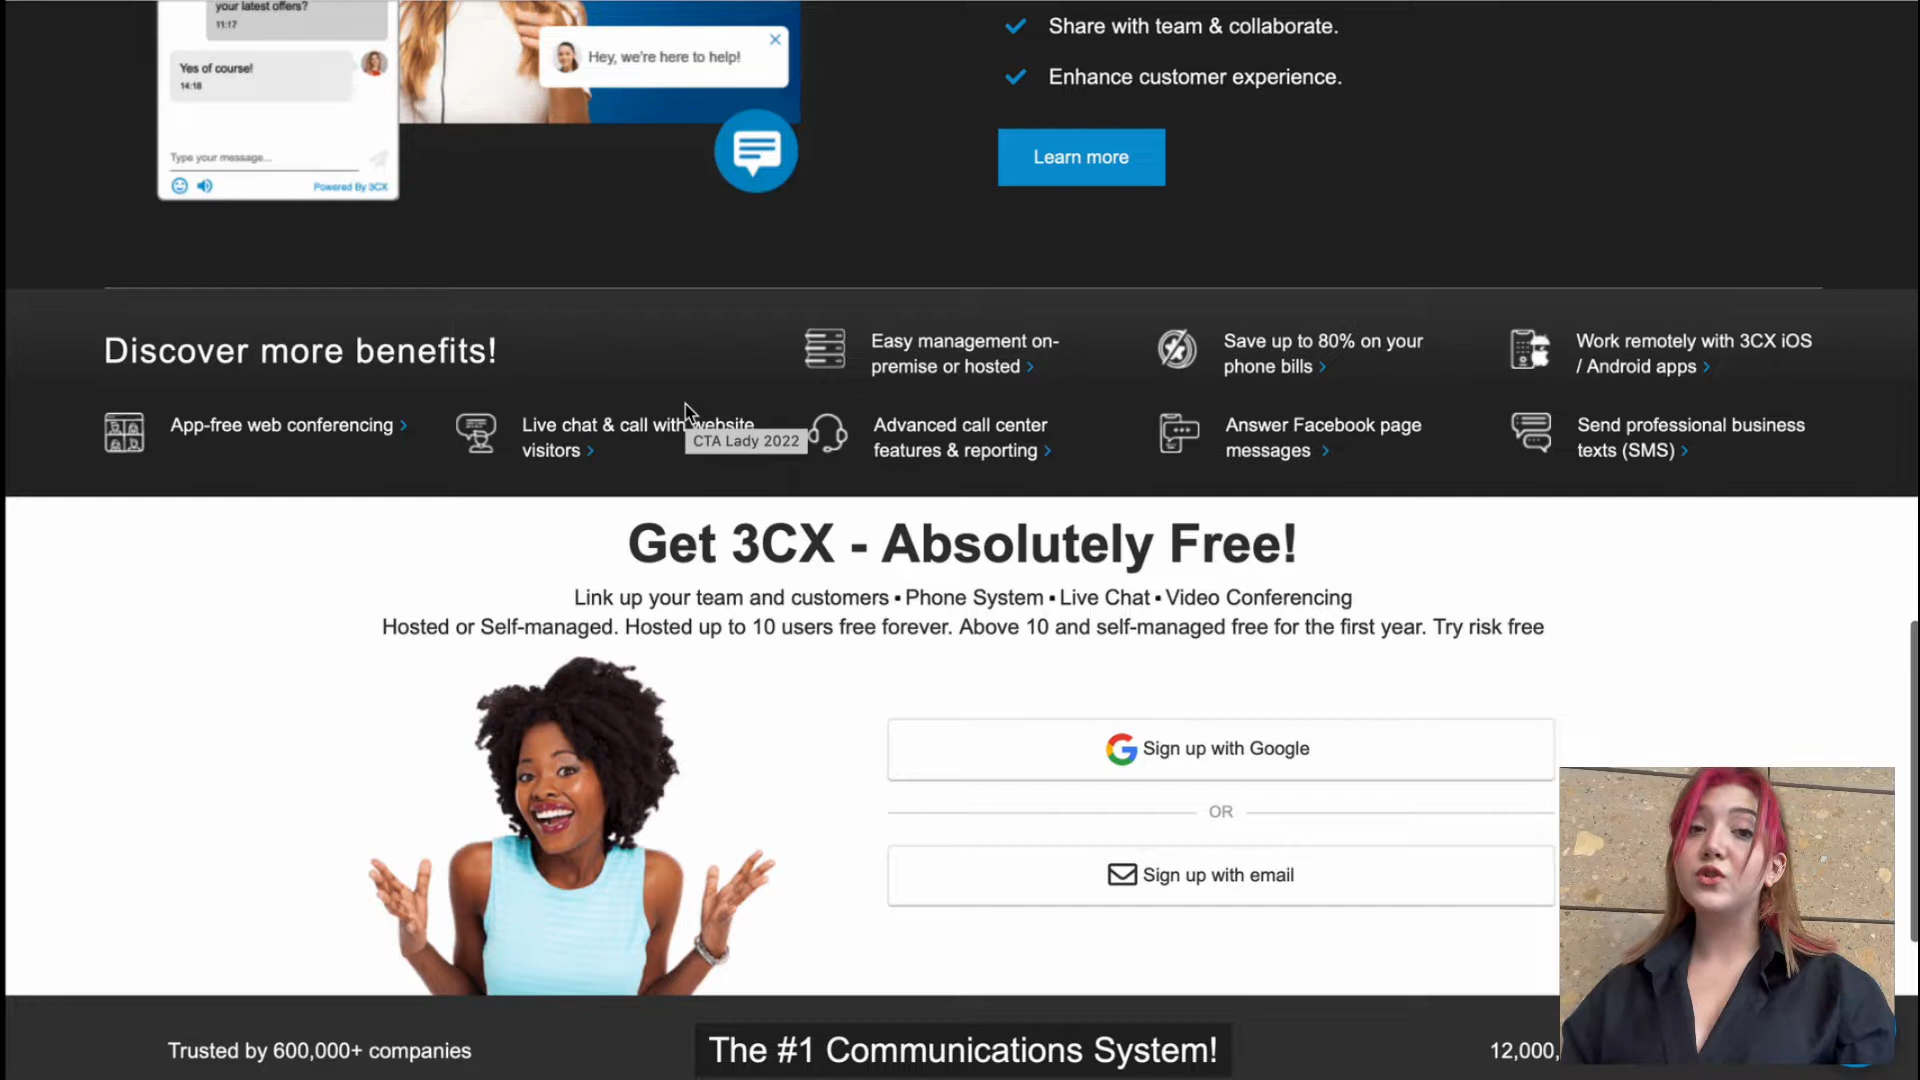 your latest offers?
11:17
Yes of course!
14:18
Type your message...
Powered By 3CX
Hey, we're here to help!
Share with team & collaborate.
Enhance customer experience.
Learn more
Discover more benefits!
Easy management on-
premise or hosted
Save up to 80% on your
phone bills
Work remotely with 3CX iOS
/ Android apps
App-free web conferencing
Live chat & call with website
visitors
CTA Lady 2022
Advanced call center
features & reporting
Answer Facebook page
messages
Send professional business
texts (SMS)
Get 3CX - Absolutely Free!
Link up your team and customers ▪ Phone System ▪ Live Chat ▪ Video Conferencing
Hosted or Self-managed. Hosted up to 10 users free forever. Above 10 and self-managed free for the first year. Try risk free
Sign up with Google
OR
Sign up with email
Trusted by 600,000+ companies
The #1 Communications System!
12,000,